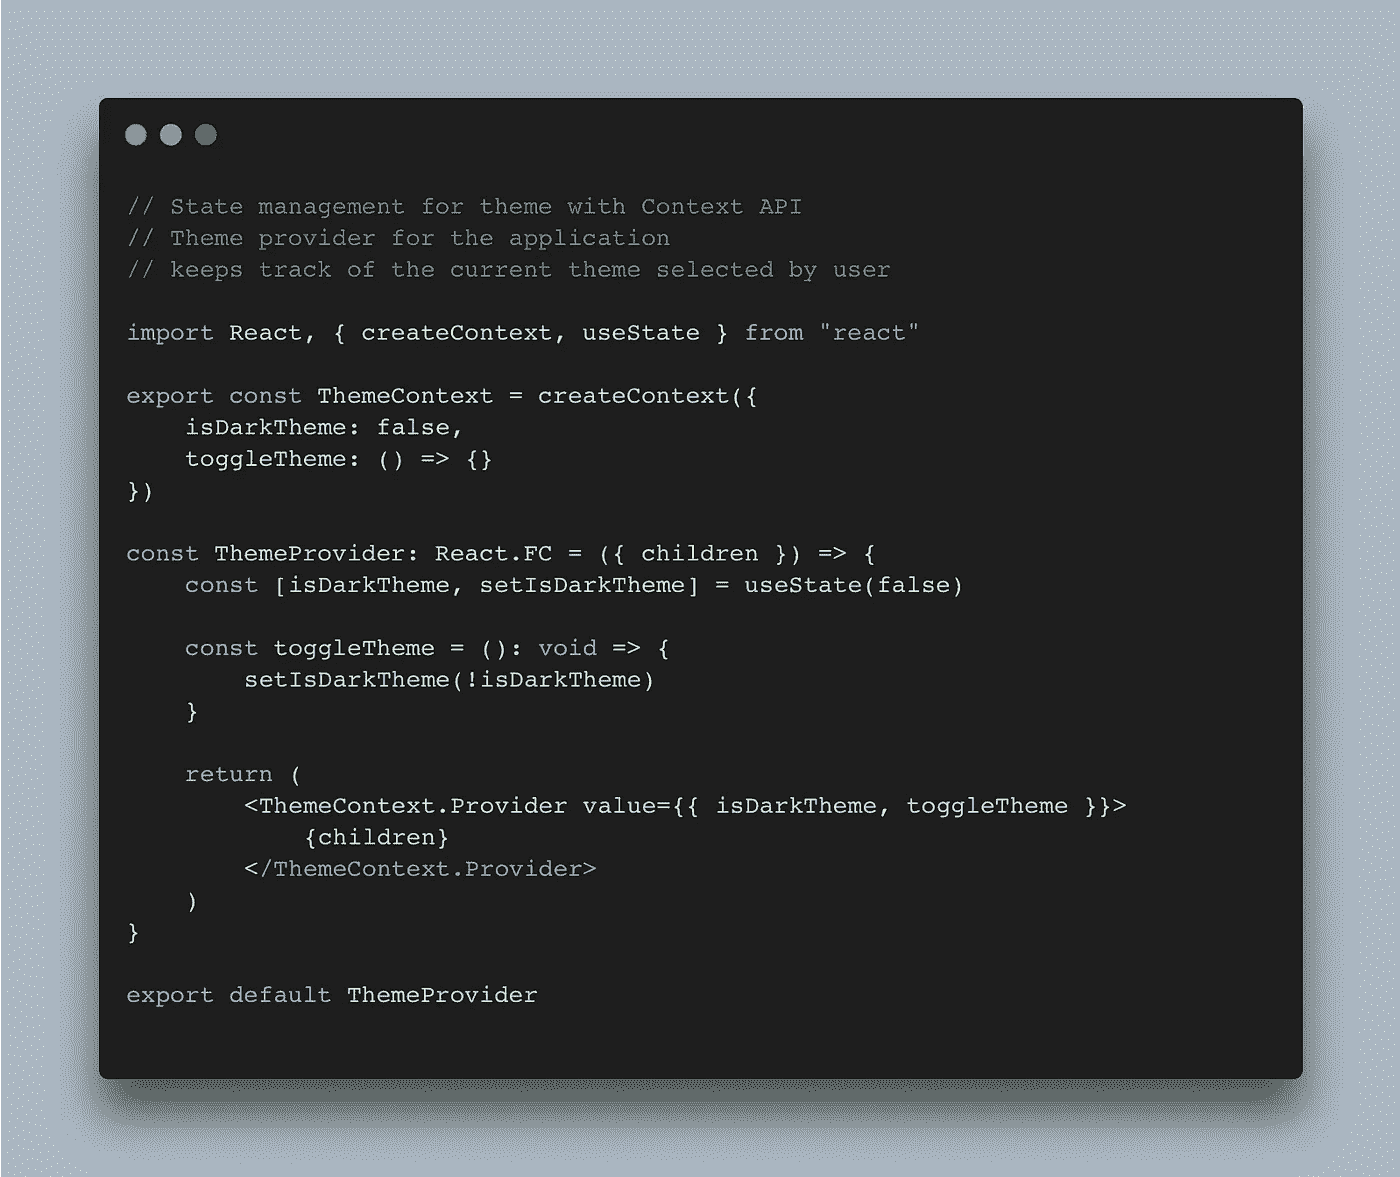 // State management for theme with Context API
// Theme provider for the application
// keeps track of the current theme selected by user
import React, { createContext, useState } from "react"
export const ThemeContext = createContext({
    isDarkTheme: false,
    toggleTheme: () => {}
})
const ThemeProvider: React.FC = ({ children }) => {
    const [isDarkTheme, setIsDarkTheme] = useState(false)
    const toggleTheme = (): void => {
        setIsDarkTheme(!isDarkTheme)
    }
    return (
        <ThemeContext.Provider value={{ isDarkTheme, toggleTheme }}>
            {children}
        </ThemeContext.Provider>
    )
}
export default ThemeProvider